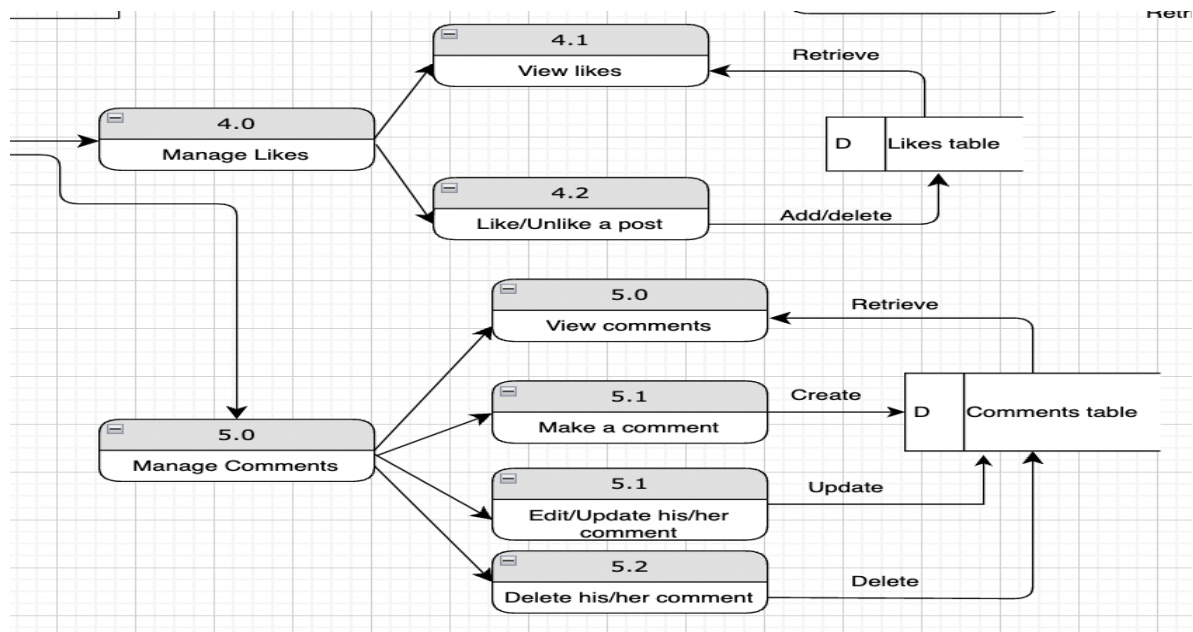 4.1
View likes
Retrieve
4.0
Manage Likes
D
Likes table
4.2
Like/Unlike a post
Add/delete
5.0
View comments
Retrieve
5.1
Make a comment
Create
D
Comments table
5.0
Manage Comments
5.1
Edit/Update his/her
comment
Update
5.2
Delete his/her comment
Delete